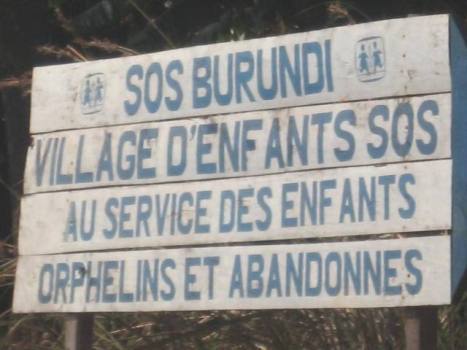 SOS BURUNDI
VILLAGE D'ENFANTS SOS
AU SERVICE DES ENFANTS
ORPHELINS ET ABANDONNES